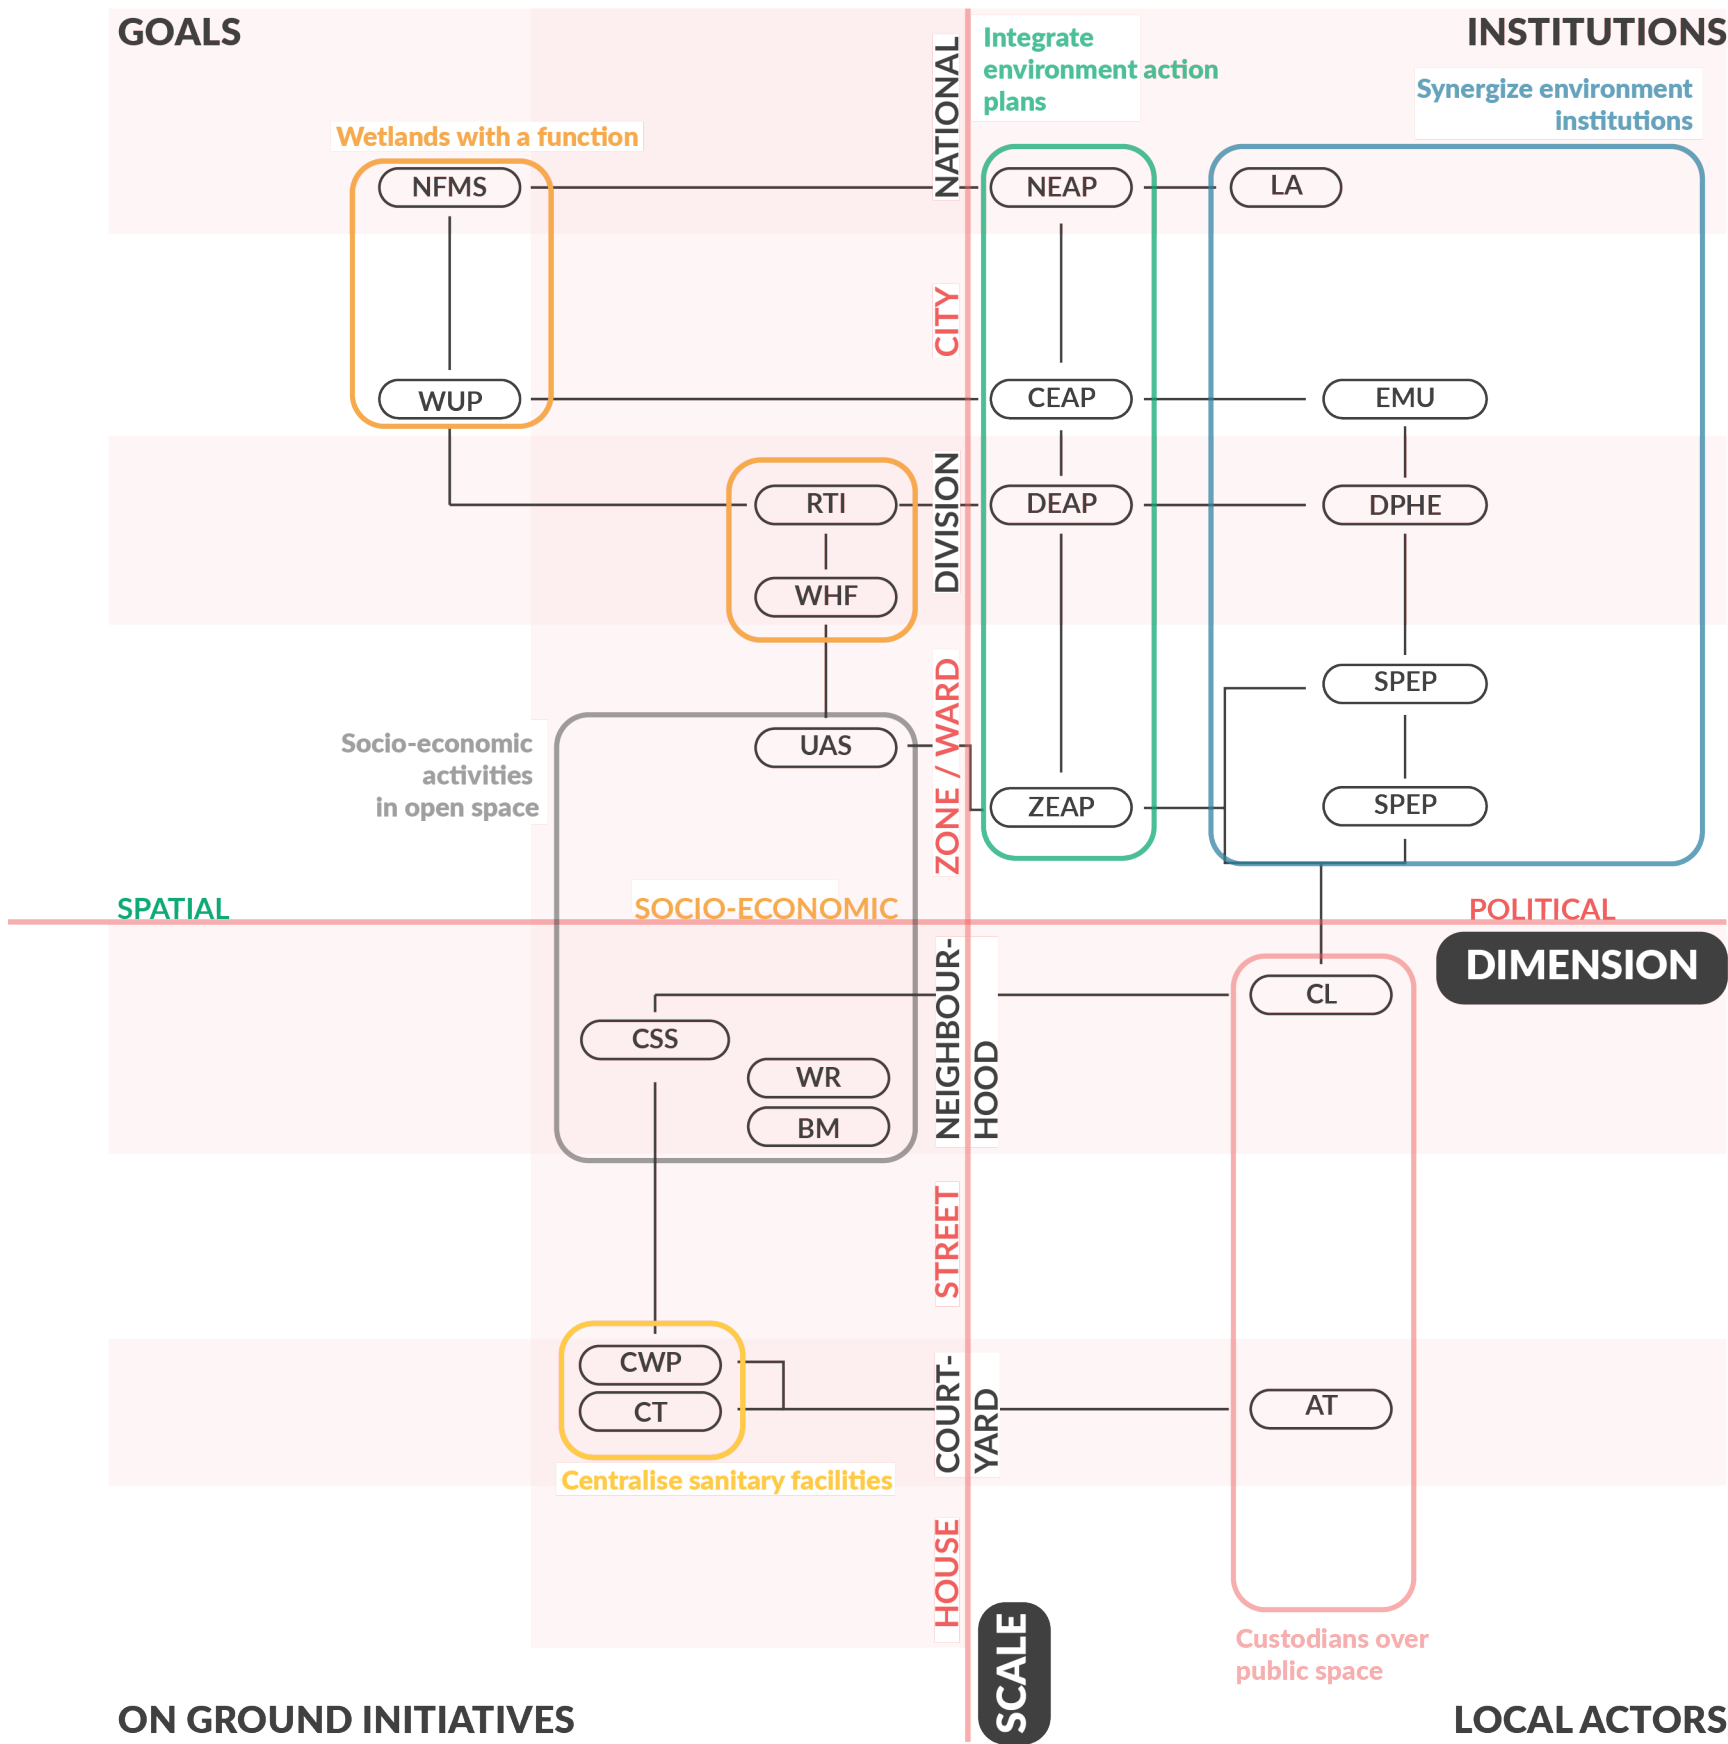 GOALS
INSTITUTIONS
NATIONAL
Integrate
environment action
plans
Synergize environment
institutions
Wetlands with a function
NFMS
NEAP
LA
CITY
WUP
CEAP
EMU
DIVISION
RTI
DEAP
DPHE
WHF
ZONE / WARD
SPEP
Socio-economic
activities
in open space
UAS
ZEAP
SPEP
SPATIAL
SOCIO-ECONOMIC
POLITICAL
DIMENSION
NEIGHBOUR-
HOOD
CL
CSS
WR
BM
STREET
COURT-
YARD
CWP
CT
AT
Centralise sanitary facilities
HOUSE
SCALE
Custodians over
public space
ON GROUND INITIATIVES
LOCAL ACTORS